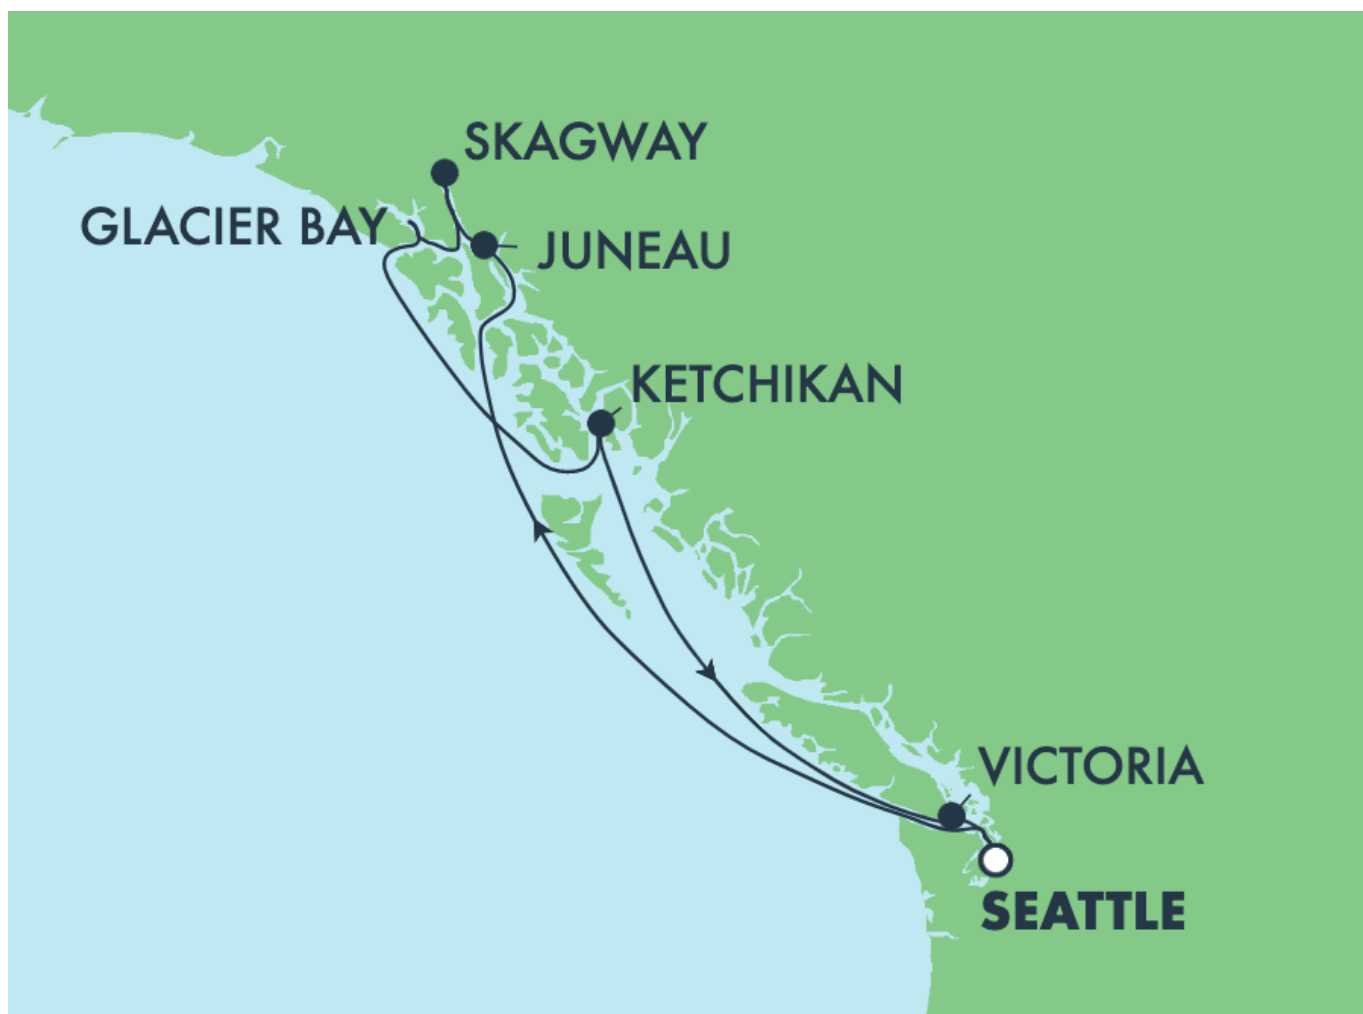 SKAGWAY
GLACIER BAY
JUNEAU
KETCHIKAN
VICTORIA
SEATTLE